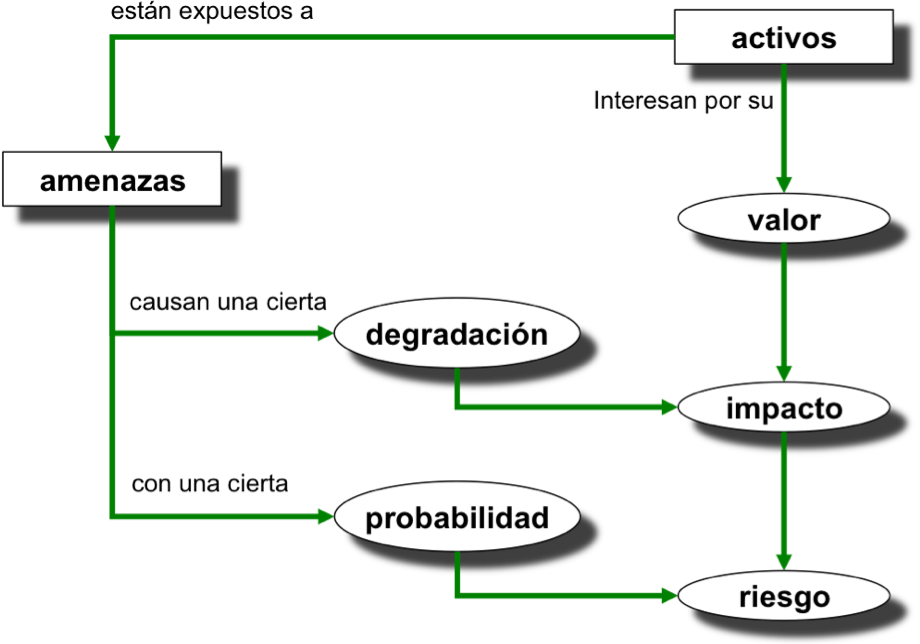 están expuestos a
activos
Interesan por su
amenazas
valor
causan una cierta
degradación
impacto
con una cierta
probabilidad
riesgo